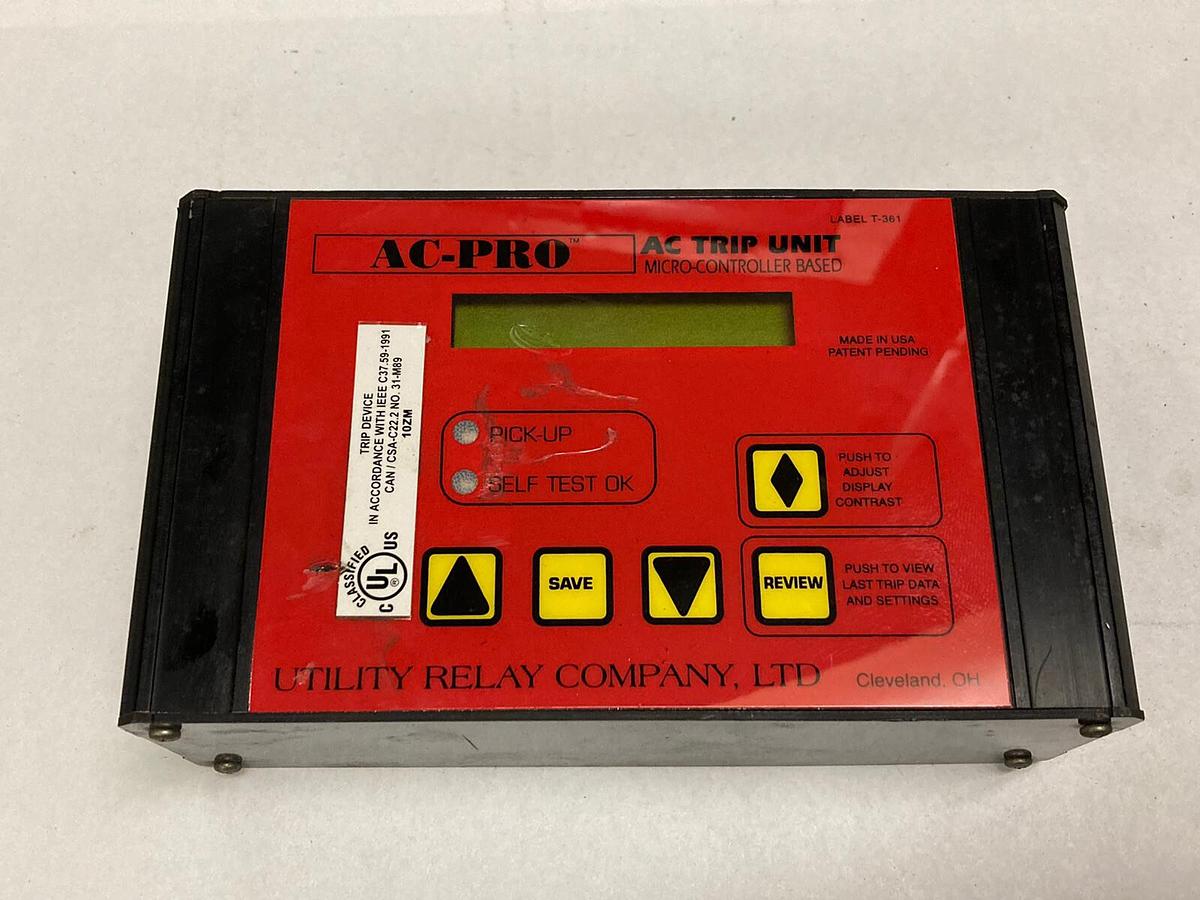 LABEL T-361
AC-PRO™
AC TRIP UNIT
MICRO-CONTROLLER BASED
MADE IN USA
PATENT PENDING
TRIP DEVICE
IN ACCORDANCE WITH IEEE C37.59-1991
CAN / CSA-C22.2 NO. 31-M89
10ZM
CLASSIFIED
C UL® US
PICK-UP
SELF TEST OK
PUSH TO
ADJUST
DISPLAY
CONTRAST
SAVE
REVIEW
PUSH TO VIEW
LAST TRIP DATA
AND SETTINGS
UTILITY RELAY COMPANY, LTD
Cleveland, OH